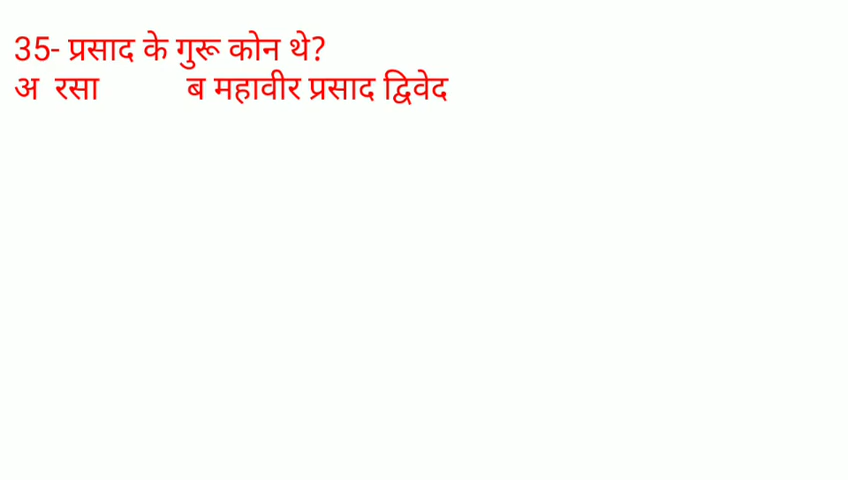 35- प्रसाद के गुरू कोन थे?
अ रसा ब महावीर प्रसाद द्विवेद